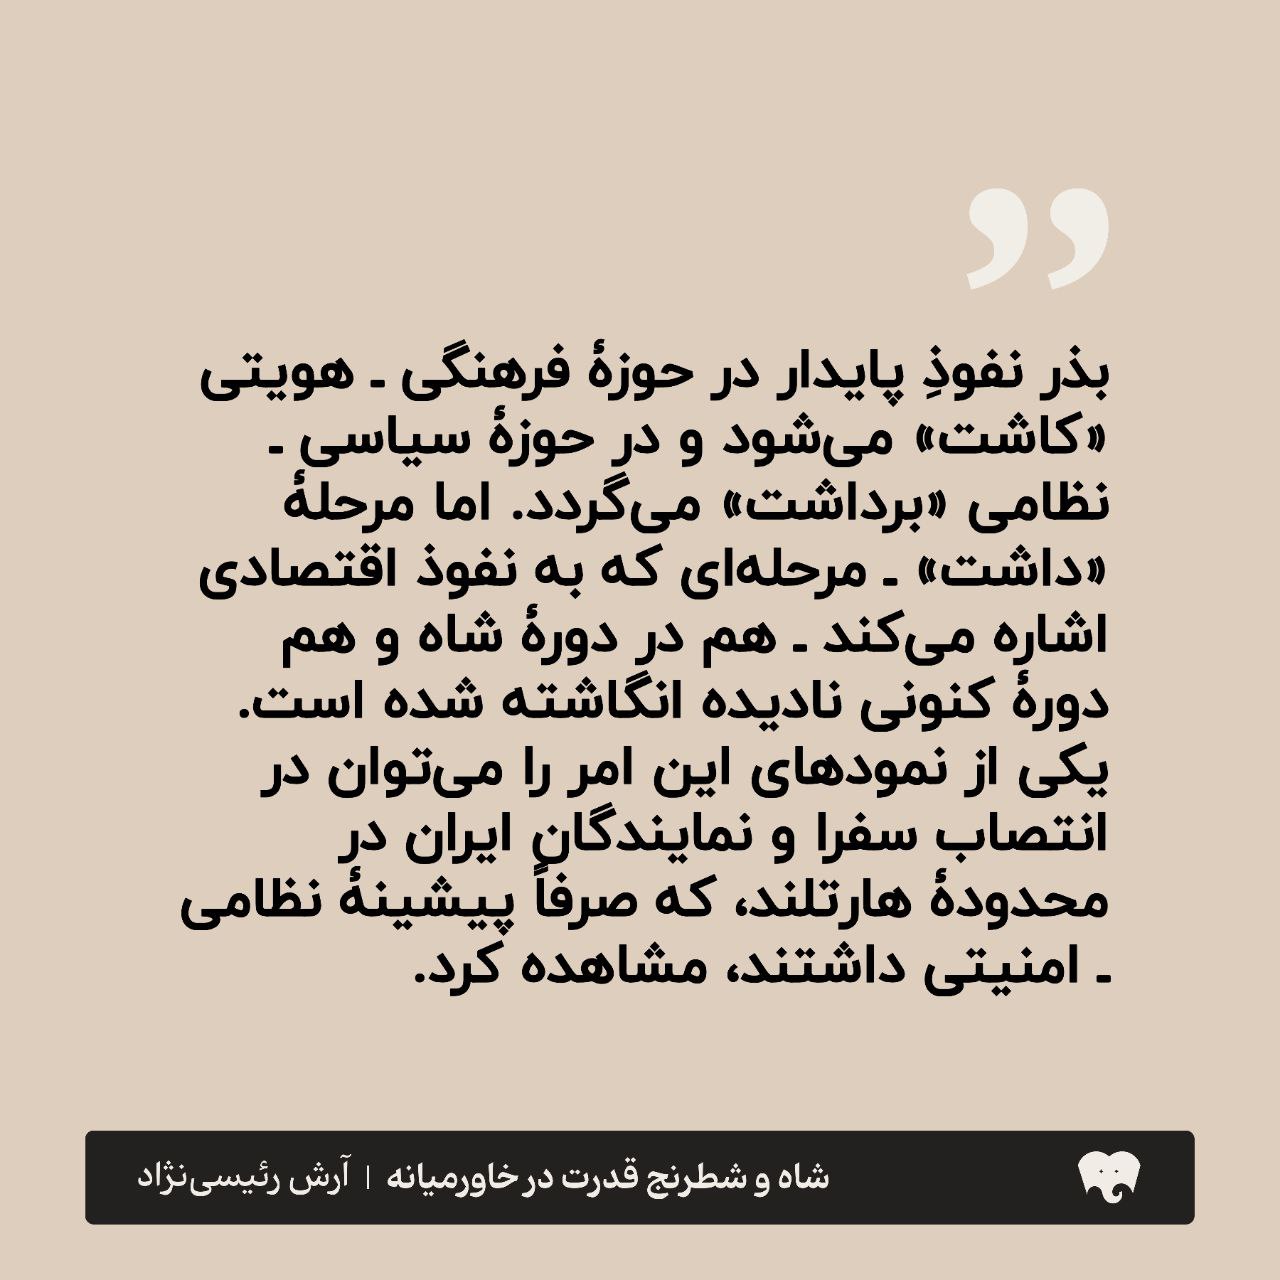 ”
بذر نفوذِ پایدار در حوزهٔ فرهنگی ـ هویتی
«کاشت» می‌شود و در حوزهٔ سیاسی ـ
نظامی «برداشت» می‌گردد. اما مرحلهٔ
«داشت» ـ مرحله‌ای که به نفوذ اقتصادی
اشاره می‌کند ـ هم در دورهٔ شاه و هم
دورهٔ کنونی نادیده انگاشته شده است.
یکی از نمودهای این امر را می‌توان در
انتصاب سفرا و نمایندگان ایران در
محدودهٔ هارتلند، که صرفاً پیشینهٔ نظامی
ـ امنیتی داشتند، مشاهده کرد.
شاه و شطرنج قدرت در خاورمیانه | آرش رئیسی‌نژاد